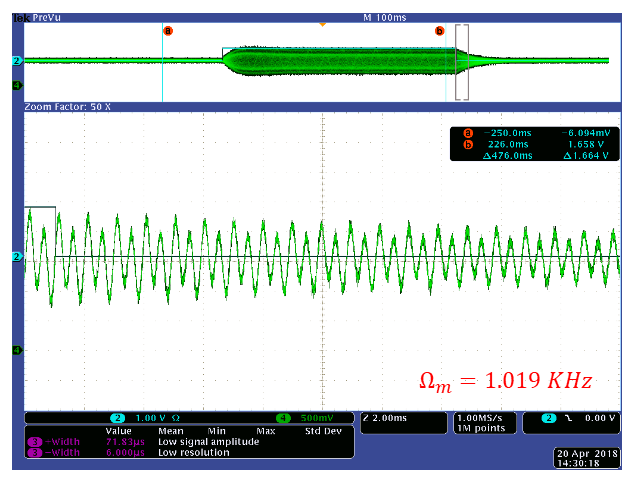 Tek PreVu M 100ms
a b
2
4
Zoom Factor: 50 X
a -250.0ms -6.094mV
b 226.0ms 1.658 V
Δ476.0ms Δ1.664 V
2
4
Ωm = 1.019 KHz
2 1.00 V Ω 4 500mV Z 2.00ms 1.00MS/s 2 0.00 V
1M points
Value Mean Min Max Std Dev
3 +Width 71.83µs Low signal amplitude
3 -Width 6.000µs Low resolution
20 Apr 2018
14:30:18